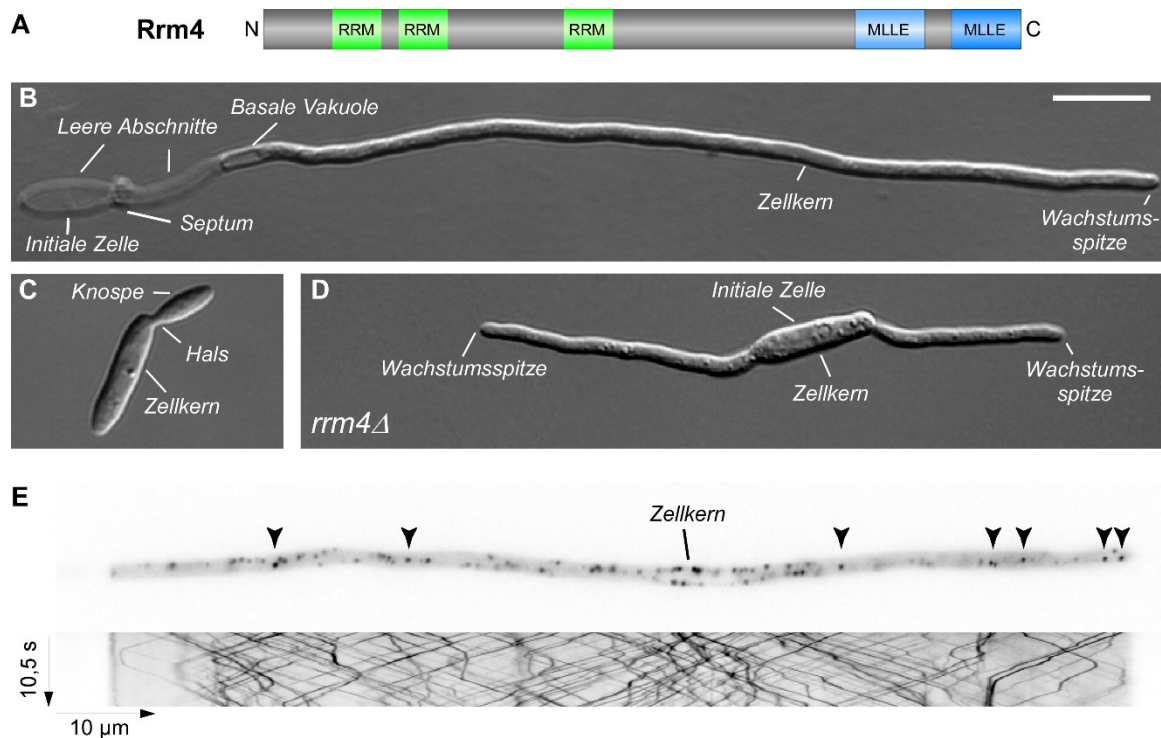 A
Rrm4
N
RRM
RRM
RRM
MLLE
MLLE
C
B
Leere Abschnitte
Basale Vakuole
Initiale Zelle
Septum
Zellkern
Wachstums-
spitze
C
Knospe
Hals
Zellkern
D
Initiale Zelle
Wachstumsspitze
Zellkern
Wachstums-
spitze
rrm4Δ
E
Zellkern
10,5 s
10 µm